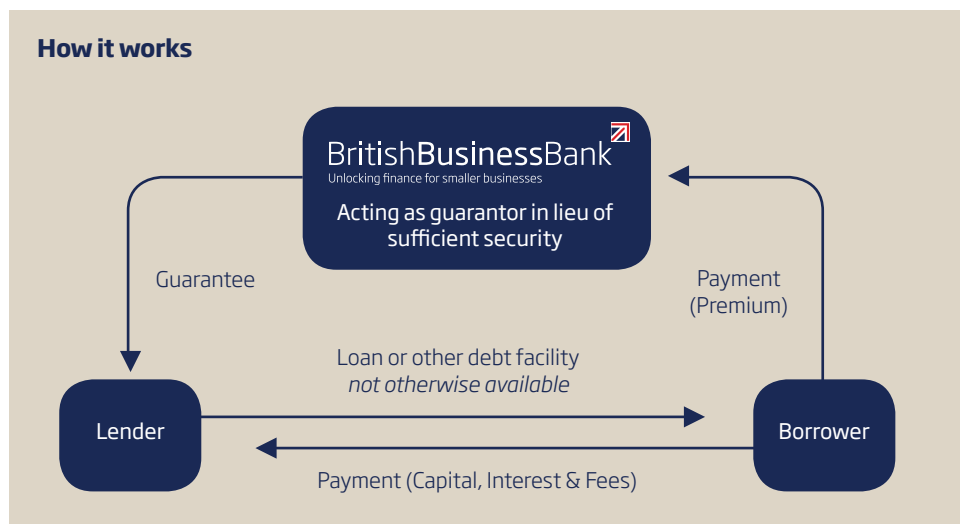 How it works
BritishBusinessBank
Unlocking finance for smaller businesses
Acting as guarantor in lieu of
sufficient security
Guarantee
Payment
(Premium)
Loan or other debt facility
not otherwise available
Lender
Borrower
Payment (Capital, Interest & Fees)